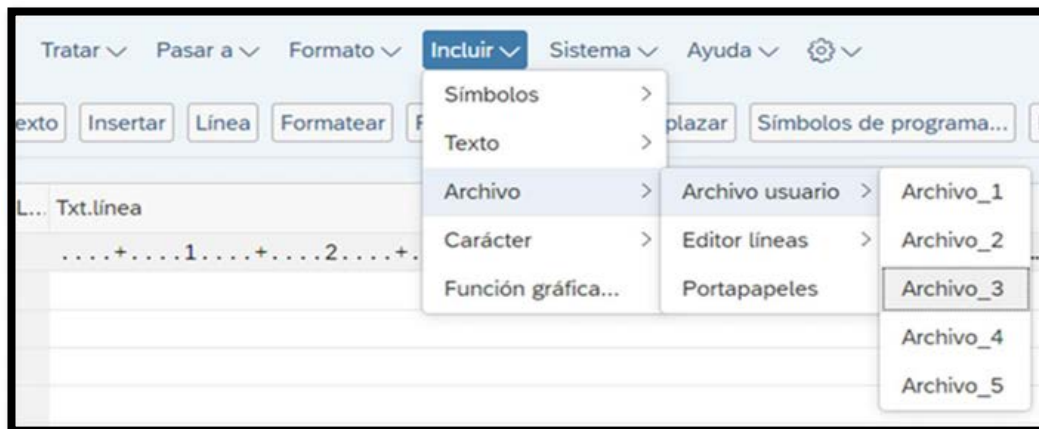 Tratar Pasar a Formato Incluir Sistema Ayuda
Símbolos
exto Insertar Línea Formatear plazar Símbolos de programa...
Texto
L... Txt.línea Archivo Archivo usuario Archivo_1
....+....1....+....2....+. Carácter Editor líneas Archivo_2
Función gráfica... Portapapeles Archivo_3
Archivo_4
Archivo_5